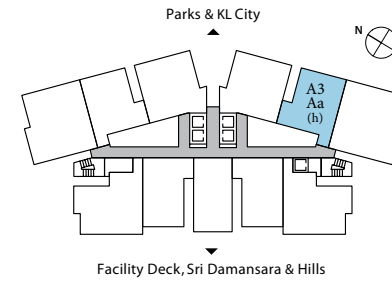 Parks & KL City
N
A3
Aa
(h)
Facility Deck, Sri Damansara & Hills